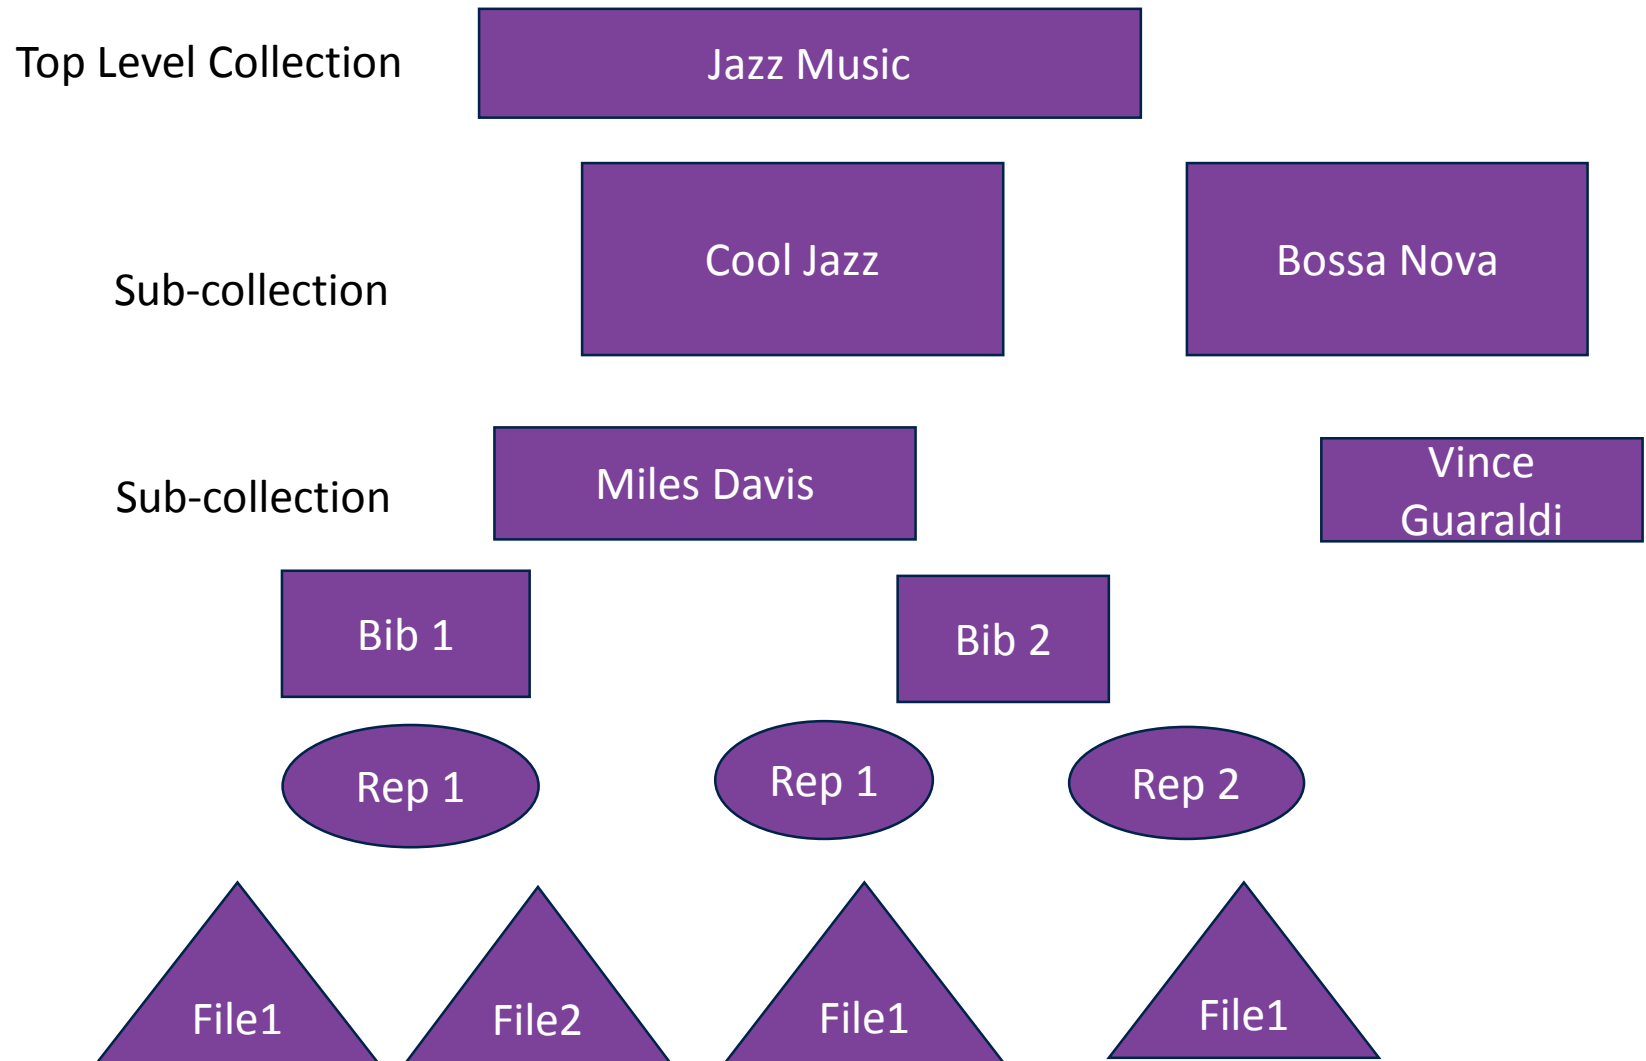 Top Level Collection
Jazz Music
Sub-collection
Cool Jazz
Bossa Nova
Sub-collection
Miles Davis
Vince
Guaraldi
Bib 1
Bib 2
Rep 1
Rep 1
Rep 2
File1
File2
File1
File1